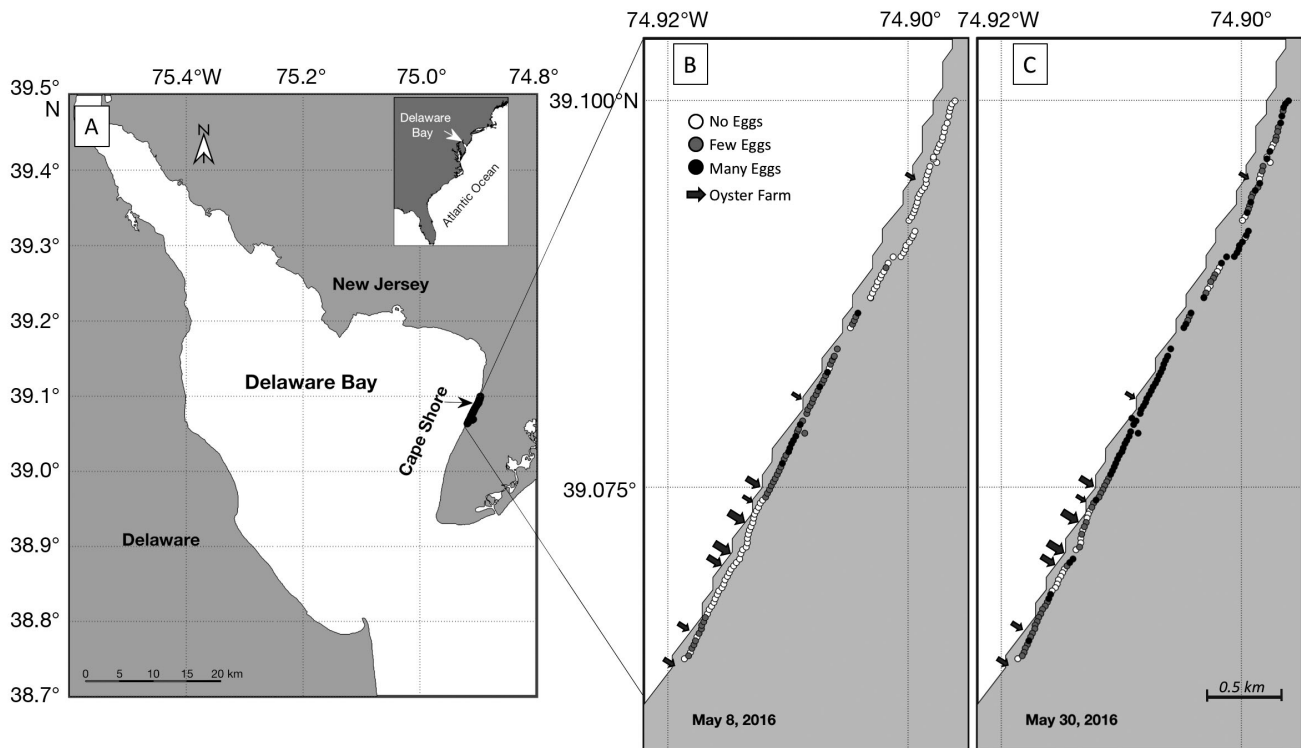 75.4°W
75.2°
75.0°
74.8°
39.5°
N
39.4°
39.3°
39.2°
39.1°
39.0°
38.9°
38.8°
38.7°
A
N
Delaware
Bay
Atlantic Ocean
New Jersey
Delaware Bay
Cape Shore
Delaware
0 5 10 15 20 km
74.92°W
74.90°
39.100°N
39.075°
B
No Eggs
Few Eggs
Many Eggs
Oyster Farm
May 8, 2016
74.92°W
74.90°
C
0.5 km
May 30, 2016